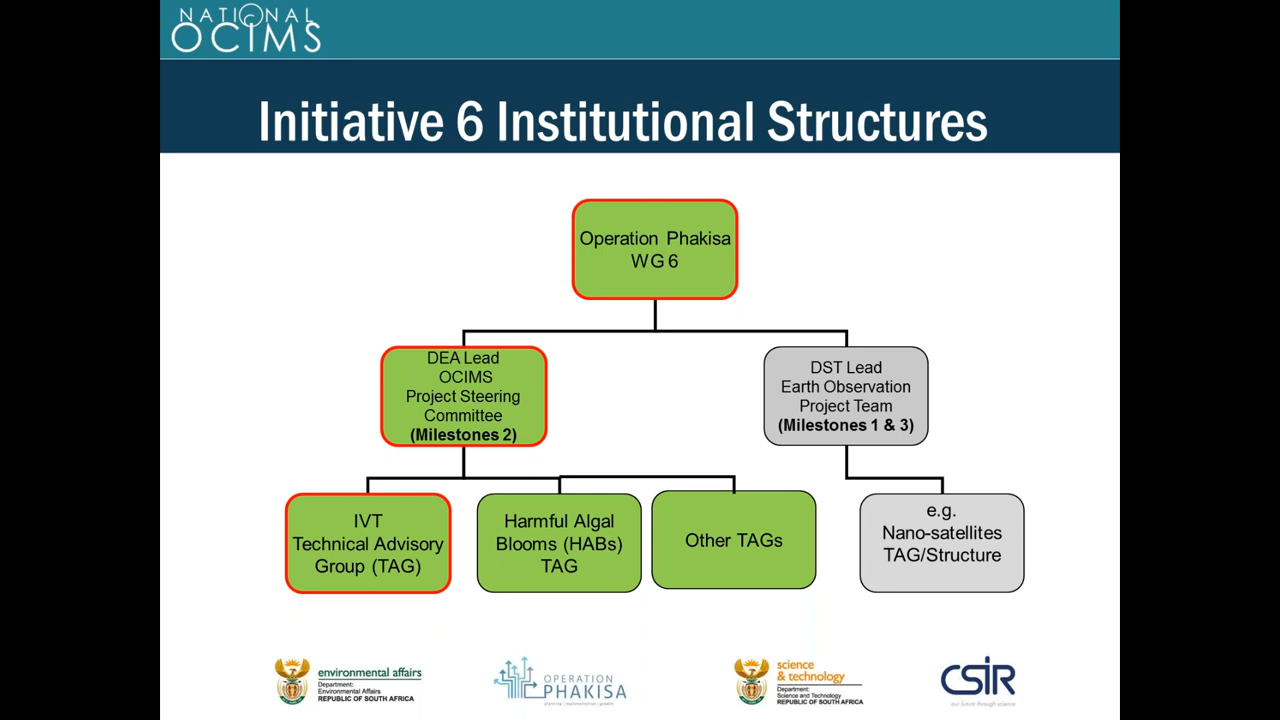 NATIONAL
OCIMS
Initiative 6 Institutional Structures
Operation Phakisa
WG 6
DEA Lead
OCIMS
Project Steering
Committee
(Milestones 2)
DST Lead
Earth Observation
Project Team
(Milestones 1 & 3)
IVT
Technical Advisory
Group (TAG)
Harmful Algal
Blooms (HABs)
TAG
Other TAGs
e.g.
Nano-satellites
TAG/Structure
environmental affairs
Department:
Environmental Affairs
REPUBLIC OF SOUTH AFRICA
OPERATION
PHAKISA
planning | implementation | growth
science
& technology
Department:
Science and Technology
REPUBLIC OF SOUTH AFRICA
CSIR
our future through science